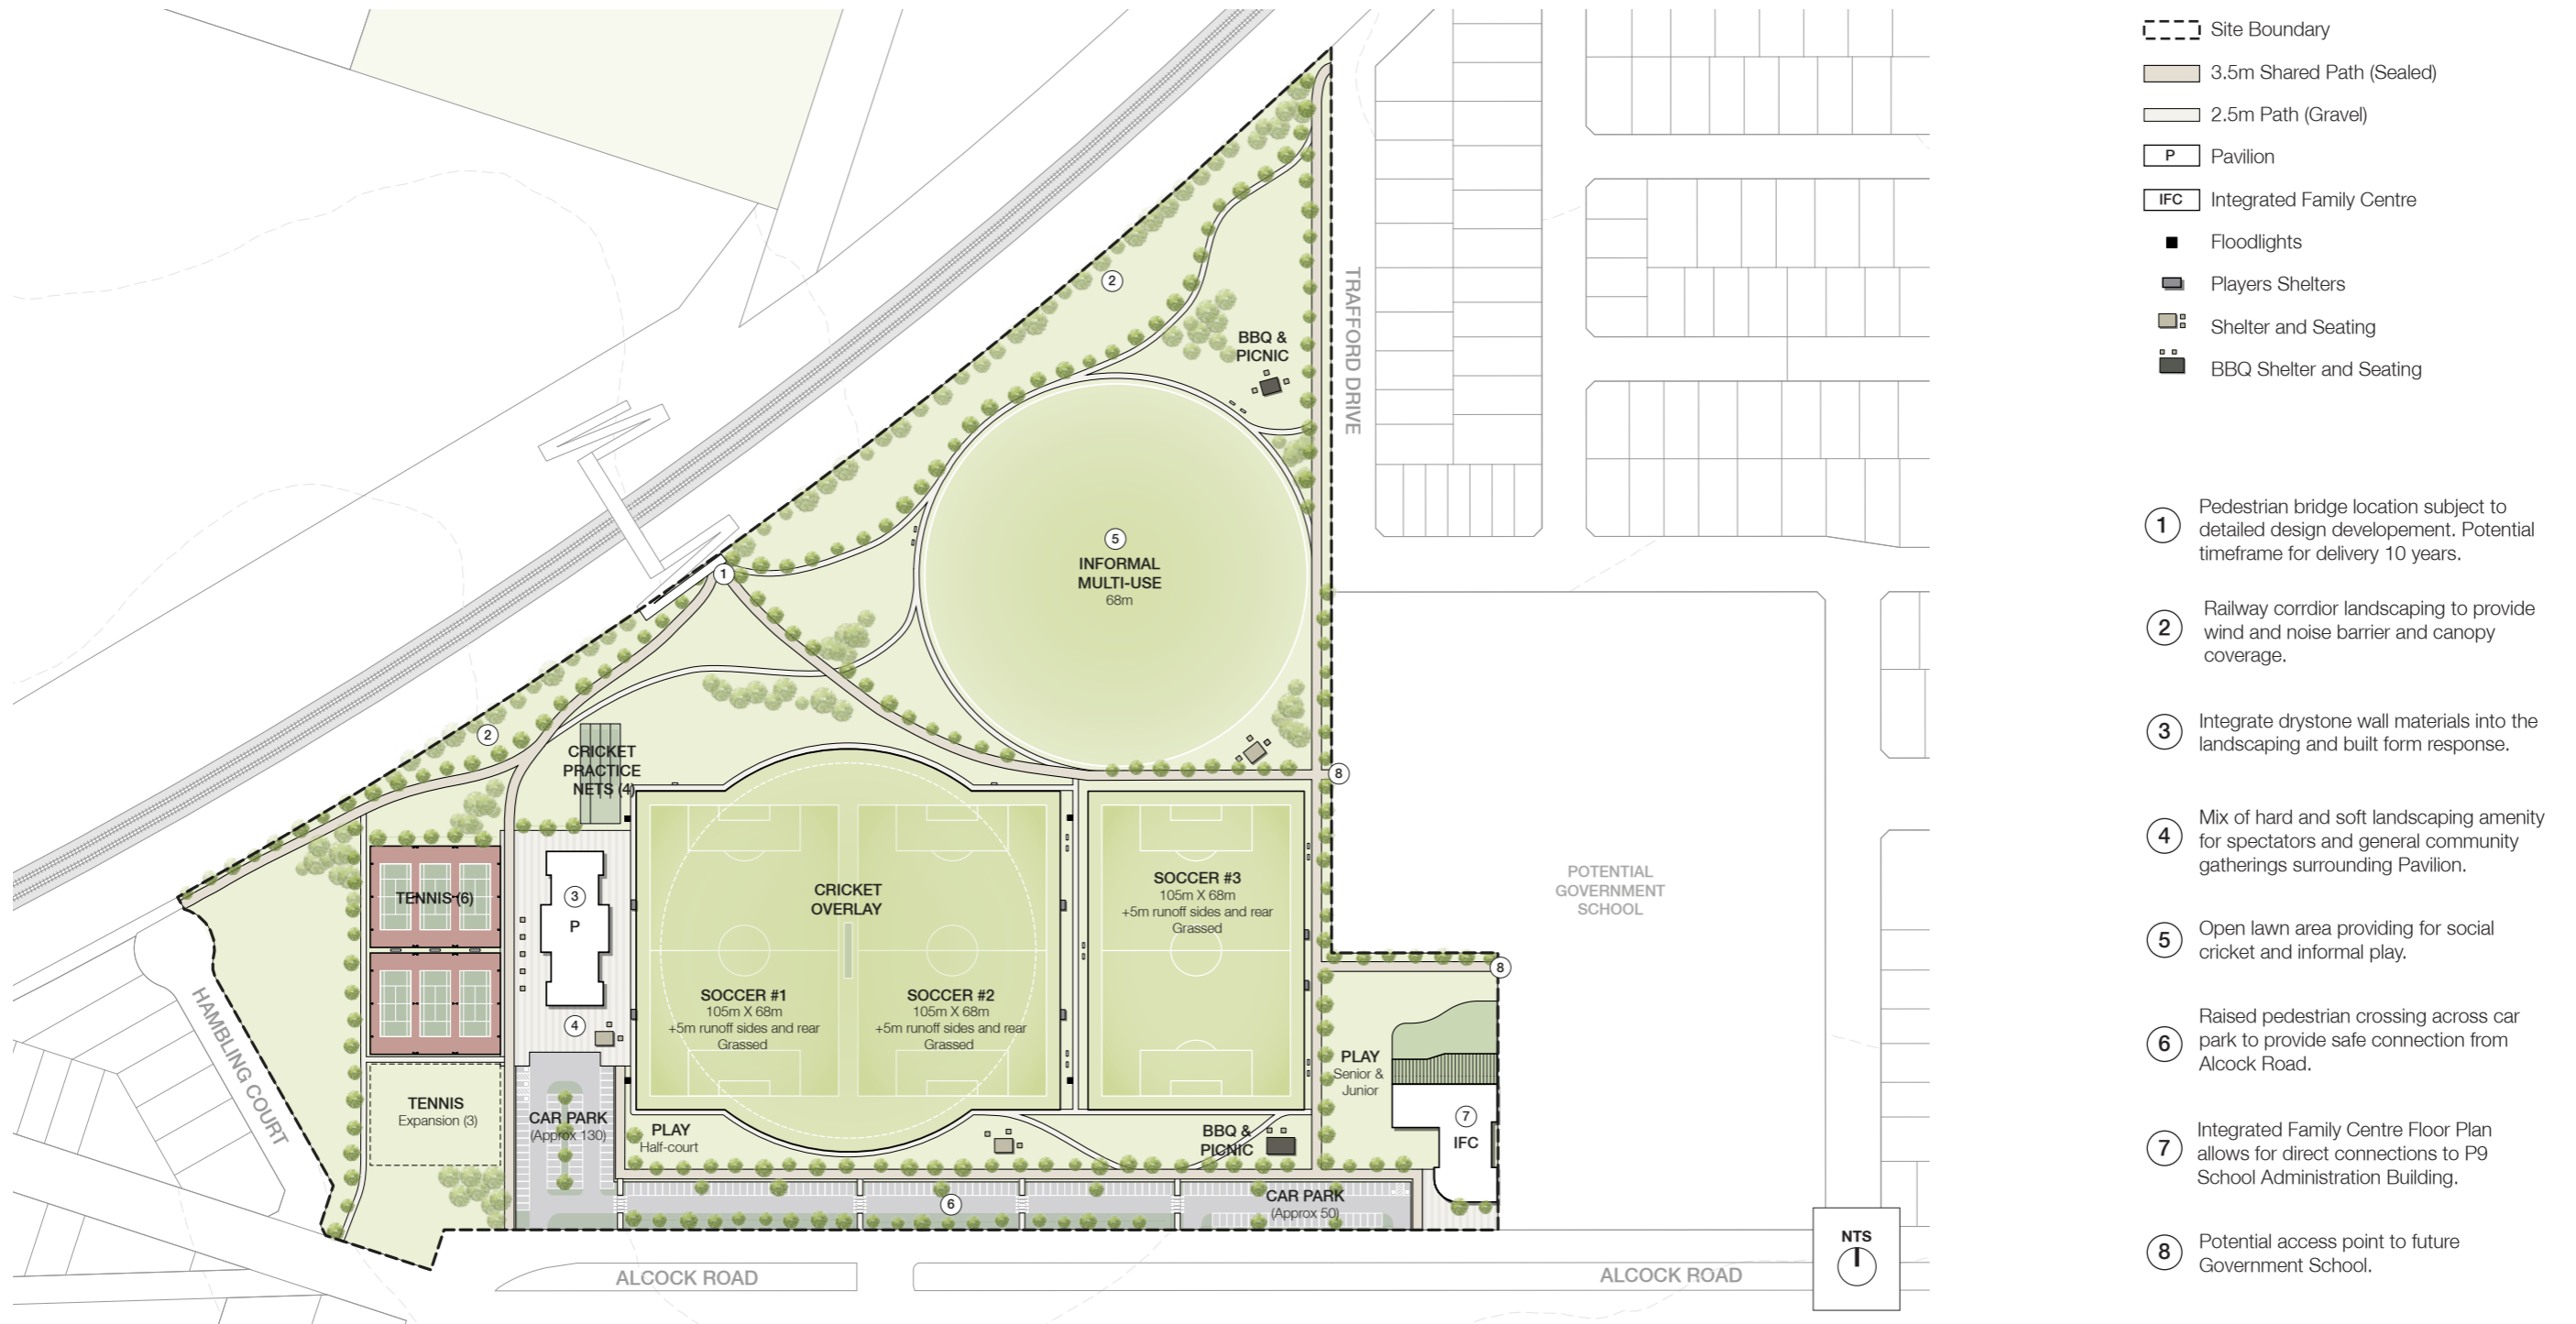 BBQ &
PICNIC
TRAFFORD DRIVE
2
5
INFORMAL
MULTI-USE
68m
1
2
CRICKET
PRACTICE
NETS (4)
8
TENNIS (6)
3
P
4
CRICKET
OVERLAY
SOCCER #1
105m X 68m
+5m runoff sides and rear
Grassed
SOCCER #2
105m X 68m
+5m runoff sides and rear
Grassed
SOCCER #3
105m X 68m
+5m runoff sides and rear
Grassed
POTENTIAL
GOVERNMENT
SCHOOL
8
HAMBLING COURT
TENNIS
Expansion (3)
CAR PARK
(Approx 130)
PLAY
Half-court
BBQ &
PICNIC
PLAY
Senior &
Junior
7
IFC
6
CAR PARK
(Approx 50)
ALCOCK ROAD
ALCOCK ROAD
NTS
Site Boundary
3.5m Shared Path (Sealed)
2.5m Path (Gravel)
P Pavilion
IFC Integrated Family Centre
Floodlights
Players Shelters
Shelter and Seating
BBQ Shelter and Seating
1
Pedestrian bridge location subject to
detailed design developement. Potential
timeframe for delivery 10 years.
2
Railway corrdior landscaping to provide
wind and noise barrier and canopy
coverage.
3
Integrate drystone wall materials into the
landscaping and built form response.
4
Mix of hard and soft landscaping amenity
for spectators and general community
gatherings surrounding Pavilion.
5
Open lawn area providing for social
cricket and informal play.
6
Raised pedestrian crossing across car
park to provide safe connection from
Alcock Road.
7
Integrated Family Centre Floor Plan
allows for direct connections to P9
School Administration Building.
8
Potential access point to future
Government School.